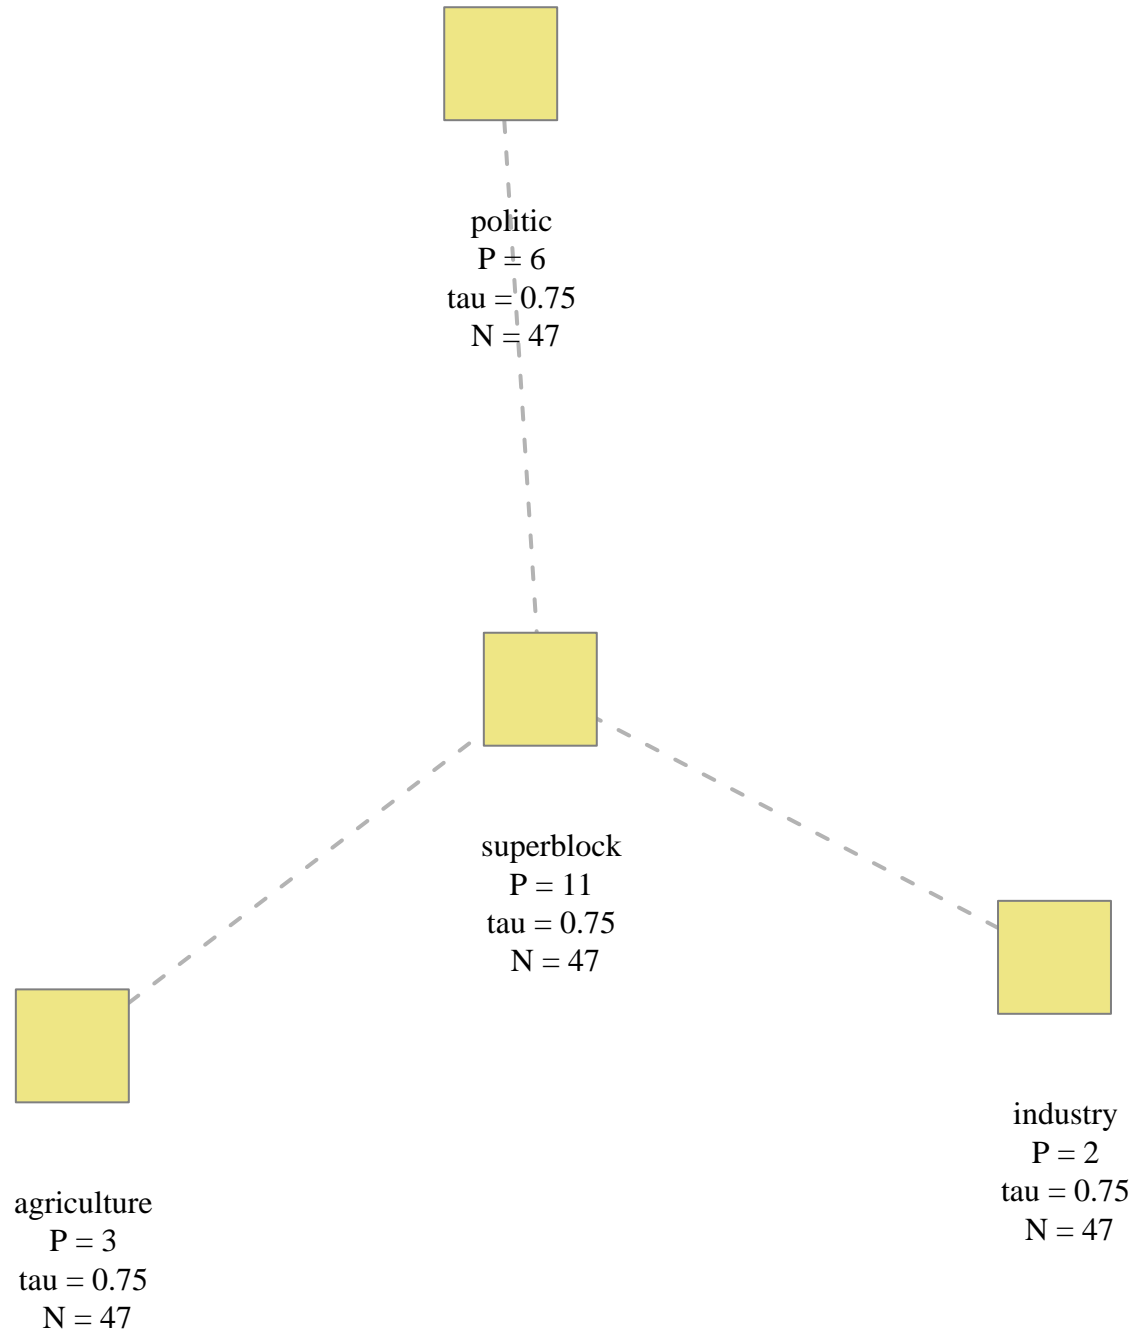 politic
P = 6
tau = 0.75
N = 47
superblock
P = 11
tau = 0.75
N = 47
industry
P = 2
tau = 0.75
N = 47
agriculture
P = 3
tau = 0.75
N = 47